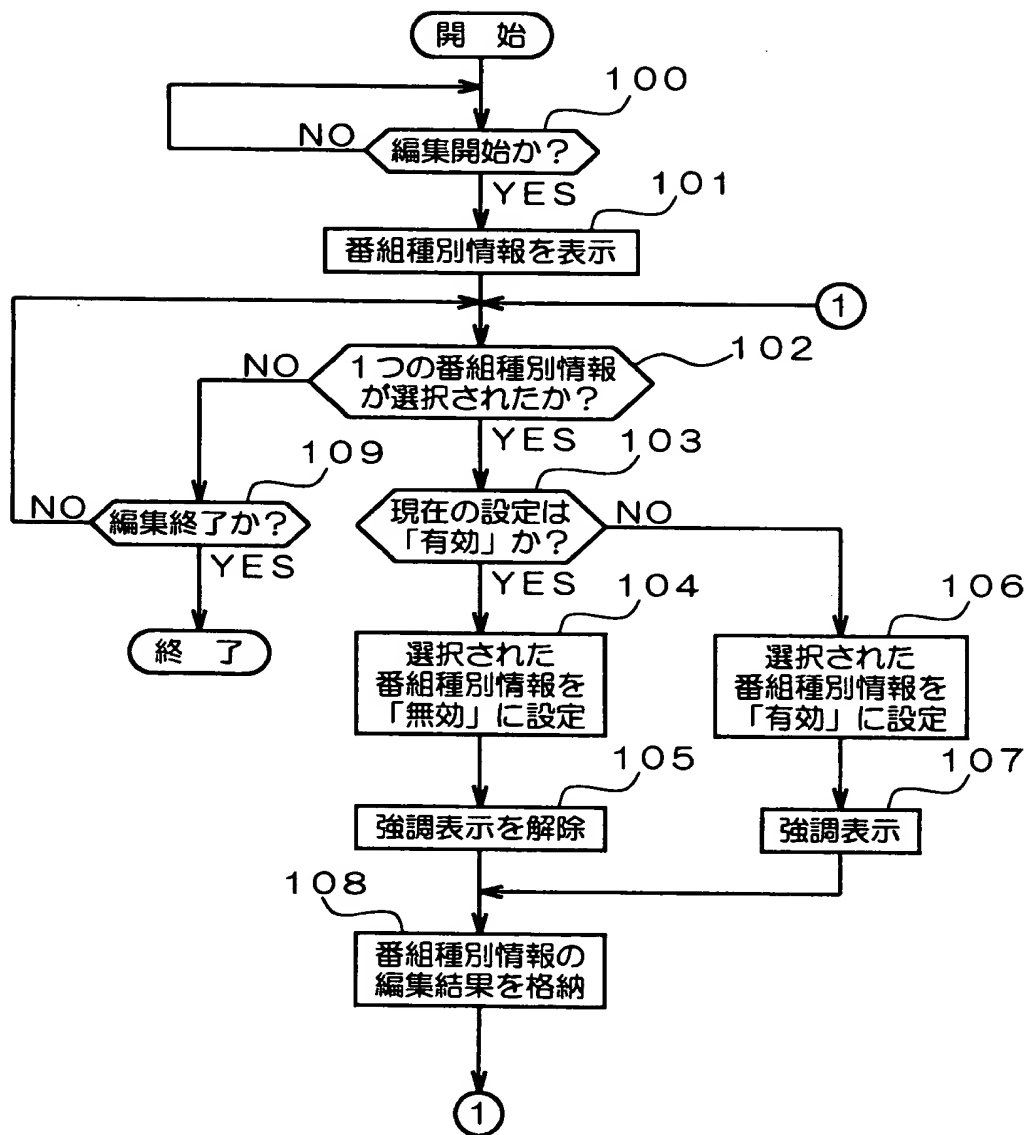 開 始
100
NO
編集開始か?
YES
101
番組種別情報を表示
1
102
NO
1つの番組種別情報
が選択されたか?
YES
103
109
NO
編集終了か?
YES
現在の設定は
「有効」か?
NO
YES
104
106
終 了
選択された
番組種別情報を
「無効」に設定
選択された
番組種別情報を
「有効」に設定
105
107
強調表示を解除
強調表示
108
番組種別情報の
編集結果を格納
1